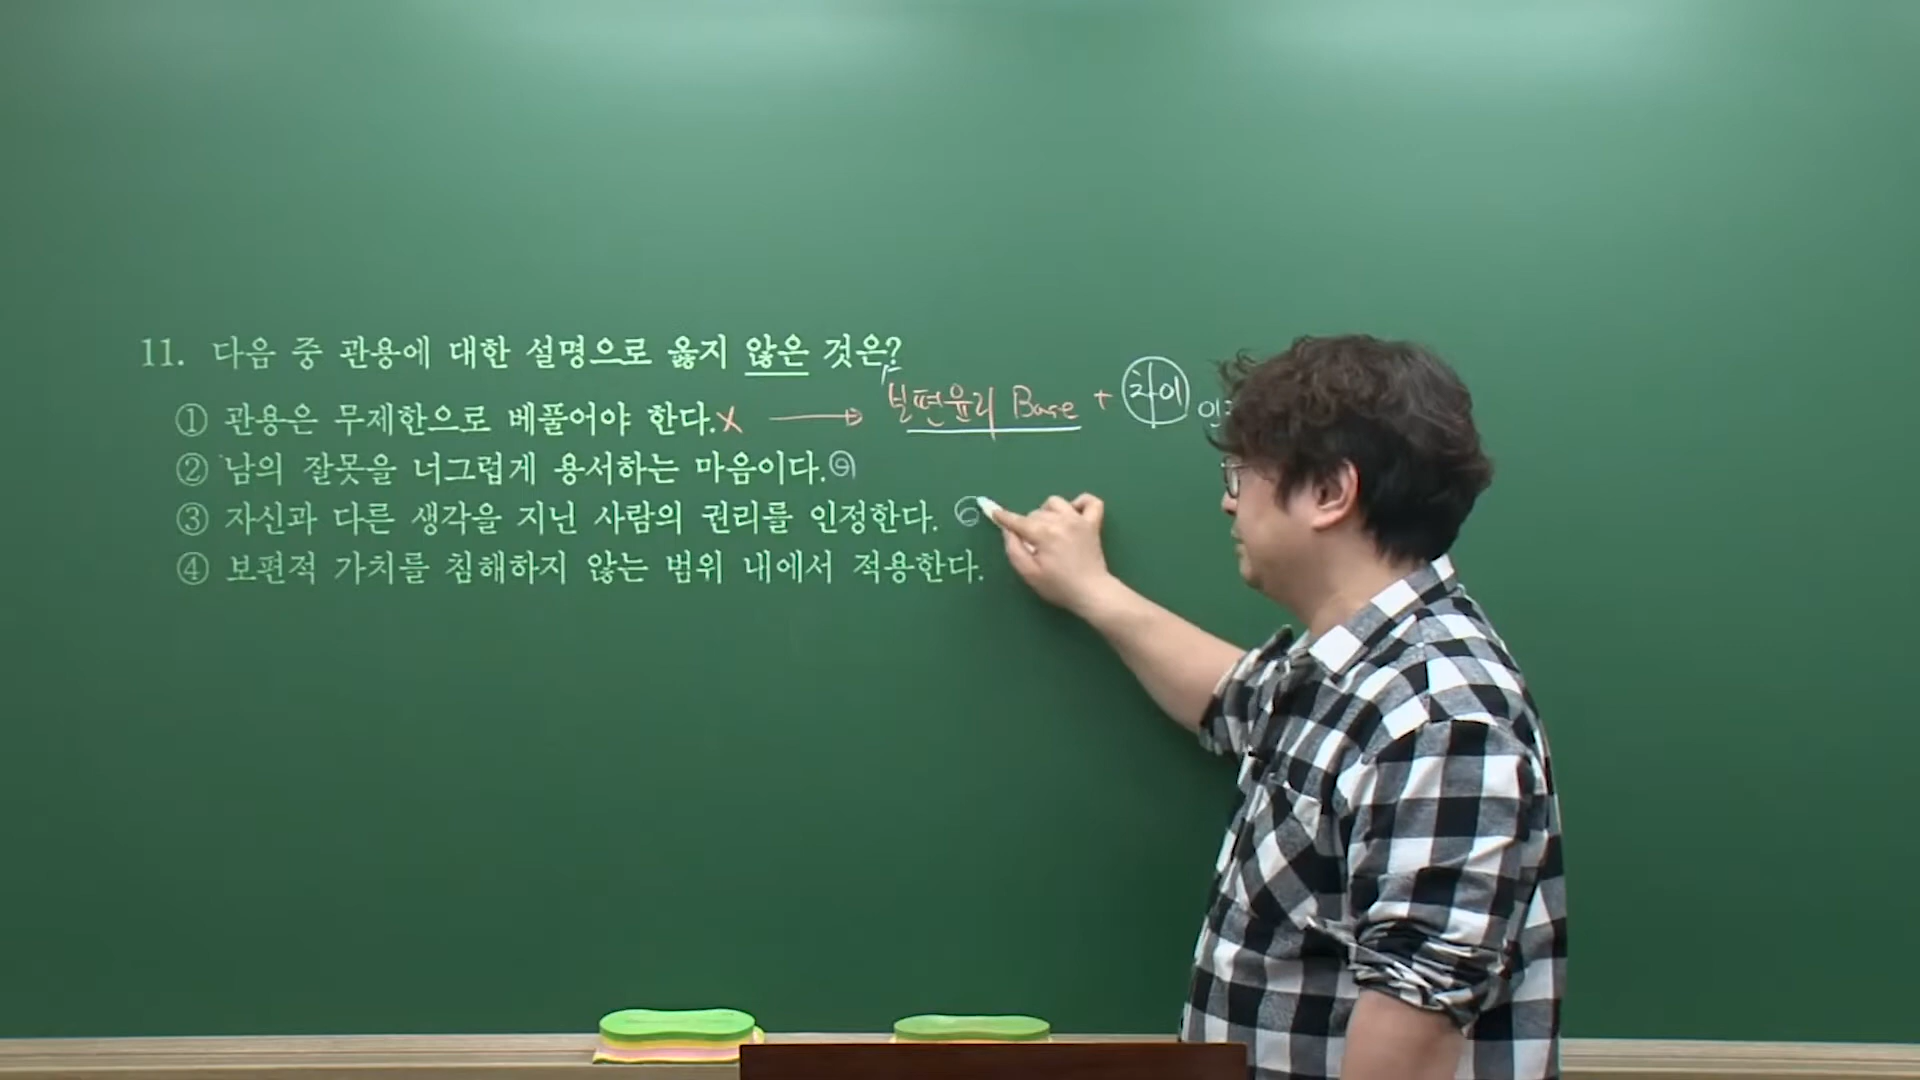 11. 다음 중 관용에 대한 설명으로 옳지 않은 것은?
보편윤리 Base + 차이
① 관용은 무제한으로 베풀어야 한다. X →
② 남의 잘못을 너그럽게 용서하는 마음이다.
③ 자신과 다른 생각을 지닌 사람의 권리를 인정한다.
④ 보편적 가치를 침해하지 않는 범위 내에서 적용한다.